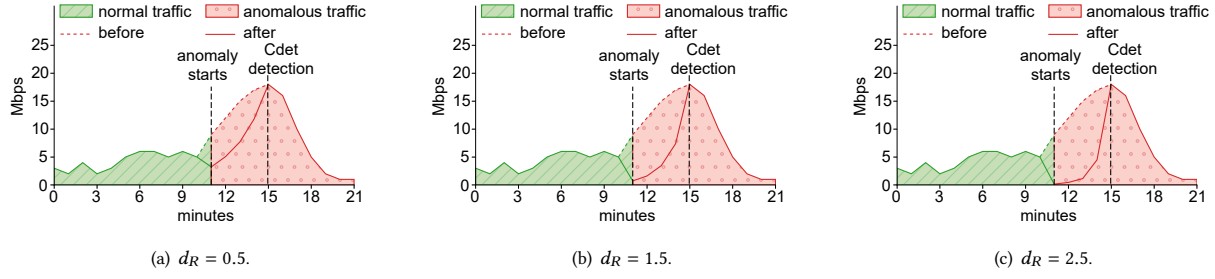 normal traffic anomalous traffic
before after
Cdet
anomaly detection
starts
Mbps
25
20
15
10
5
0
0 3 6 9 12 15 18 21
minutes
(a) d_R = 0.5.
normal traffic anomalous traffic
before after
Cdet
anomaly detection
starts
Mbps
25
20
15
10
5
0
0 3 6 9 12 15 18 21
minutes
(b) d_R = 1.5.
normal traffic anomalous traffic
before after
Cdet
anomaly detection
starts
Mbps
25
20
15
10
5
0
0 3 6 9 12 15 18 21
minutes
(c) d_R = 2.5.